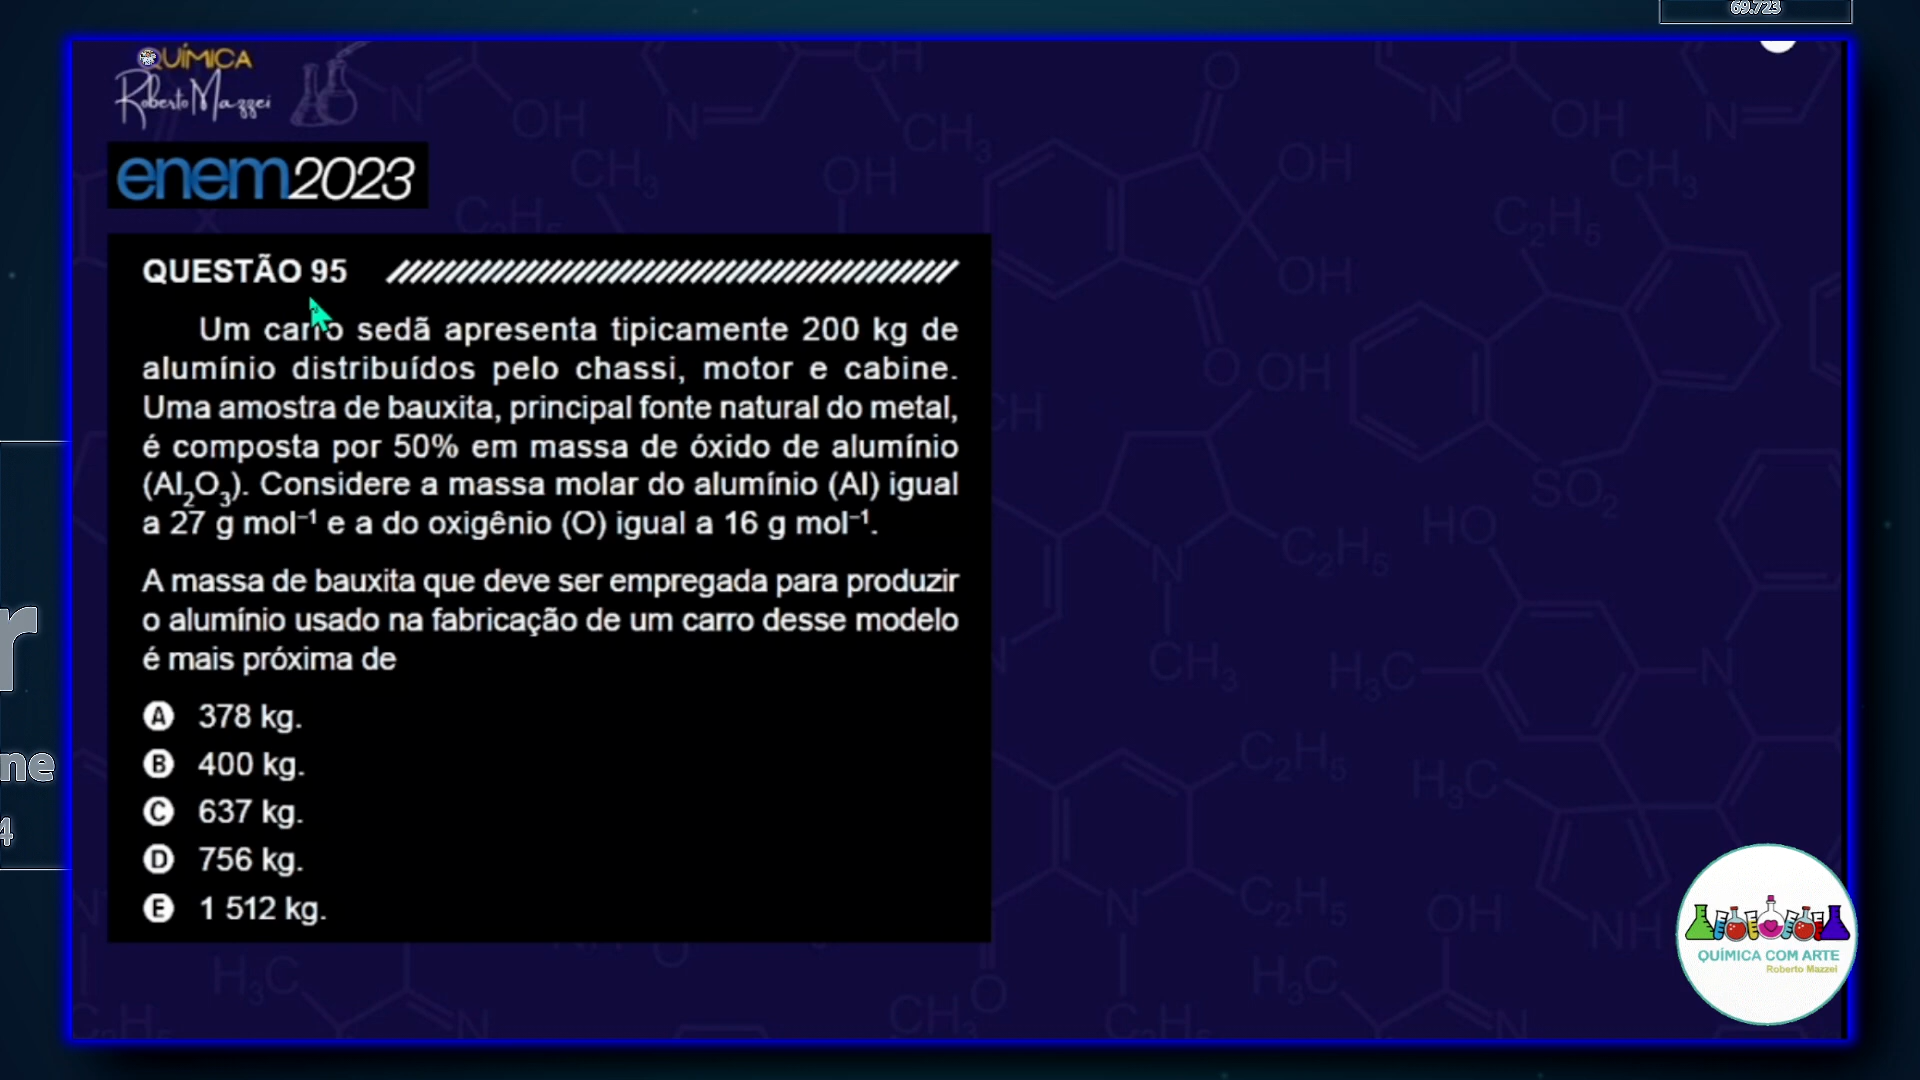 69.723
QUÍMICA
Roberto Mazzei
enem2023
QUESTÃO 95
Um carro sedã apresenta tipicamente 200 kg de
alumínio distribuídos pelo chassi, motor e cabine.
Uma amostra de bauxita, principal fonte natural do metal,
é composta por 50% em massa de óxido de alumínio
(Al₂O₃). Considere a massa molar do alumínio (Al) igual
a 27 g mol⁻¹ e a do oxigênio (O) igual a 16 g mol⁻¹.
A massa de bauxita que deve ser empregada para produzir
o alumínio usado na fabricação de um carro desse modelo
é mais próxima de
A 378 kg.
B 400 kg.
C 637 kg.
D 756 kg.
E 1 512 kg.
r
ne
4
QUÍMICA COM ARTE
Roberto Mazzei